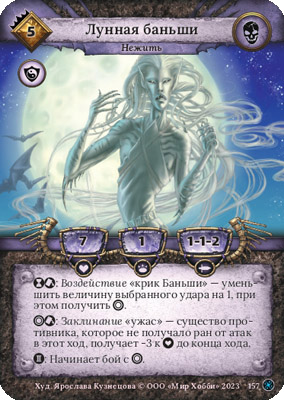 5
Лунная баньши
Нежить
7
1
1-1-2
: Воздействие «крик Баньши» — умень-
шить величину выбранного удара на 1, при
этом получить .
: Заклинание «ужас» — существо про-
тивника, которое не получало ран от атак
в этот ход, получает -3 к до конца хода.
: Начинает бой с .
Худ. Ярослава Кузнецова © ООО «Мир Хобби» 2023 157